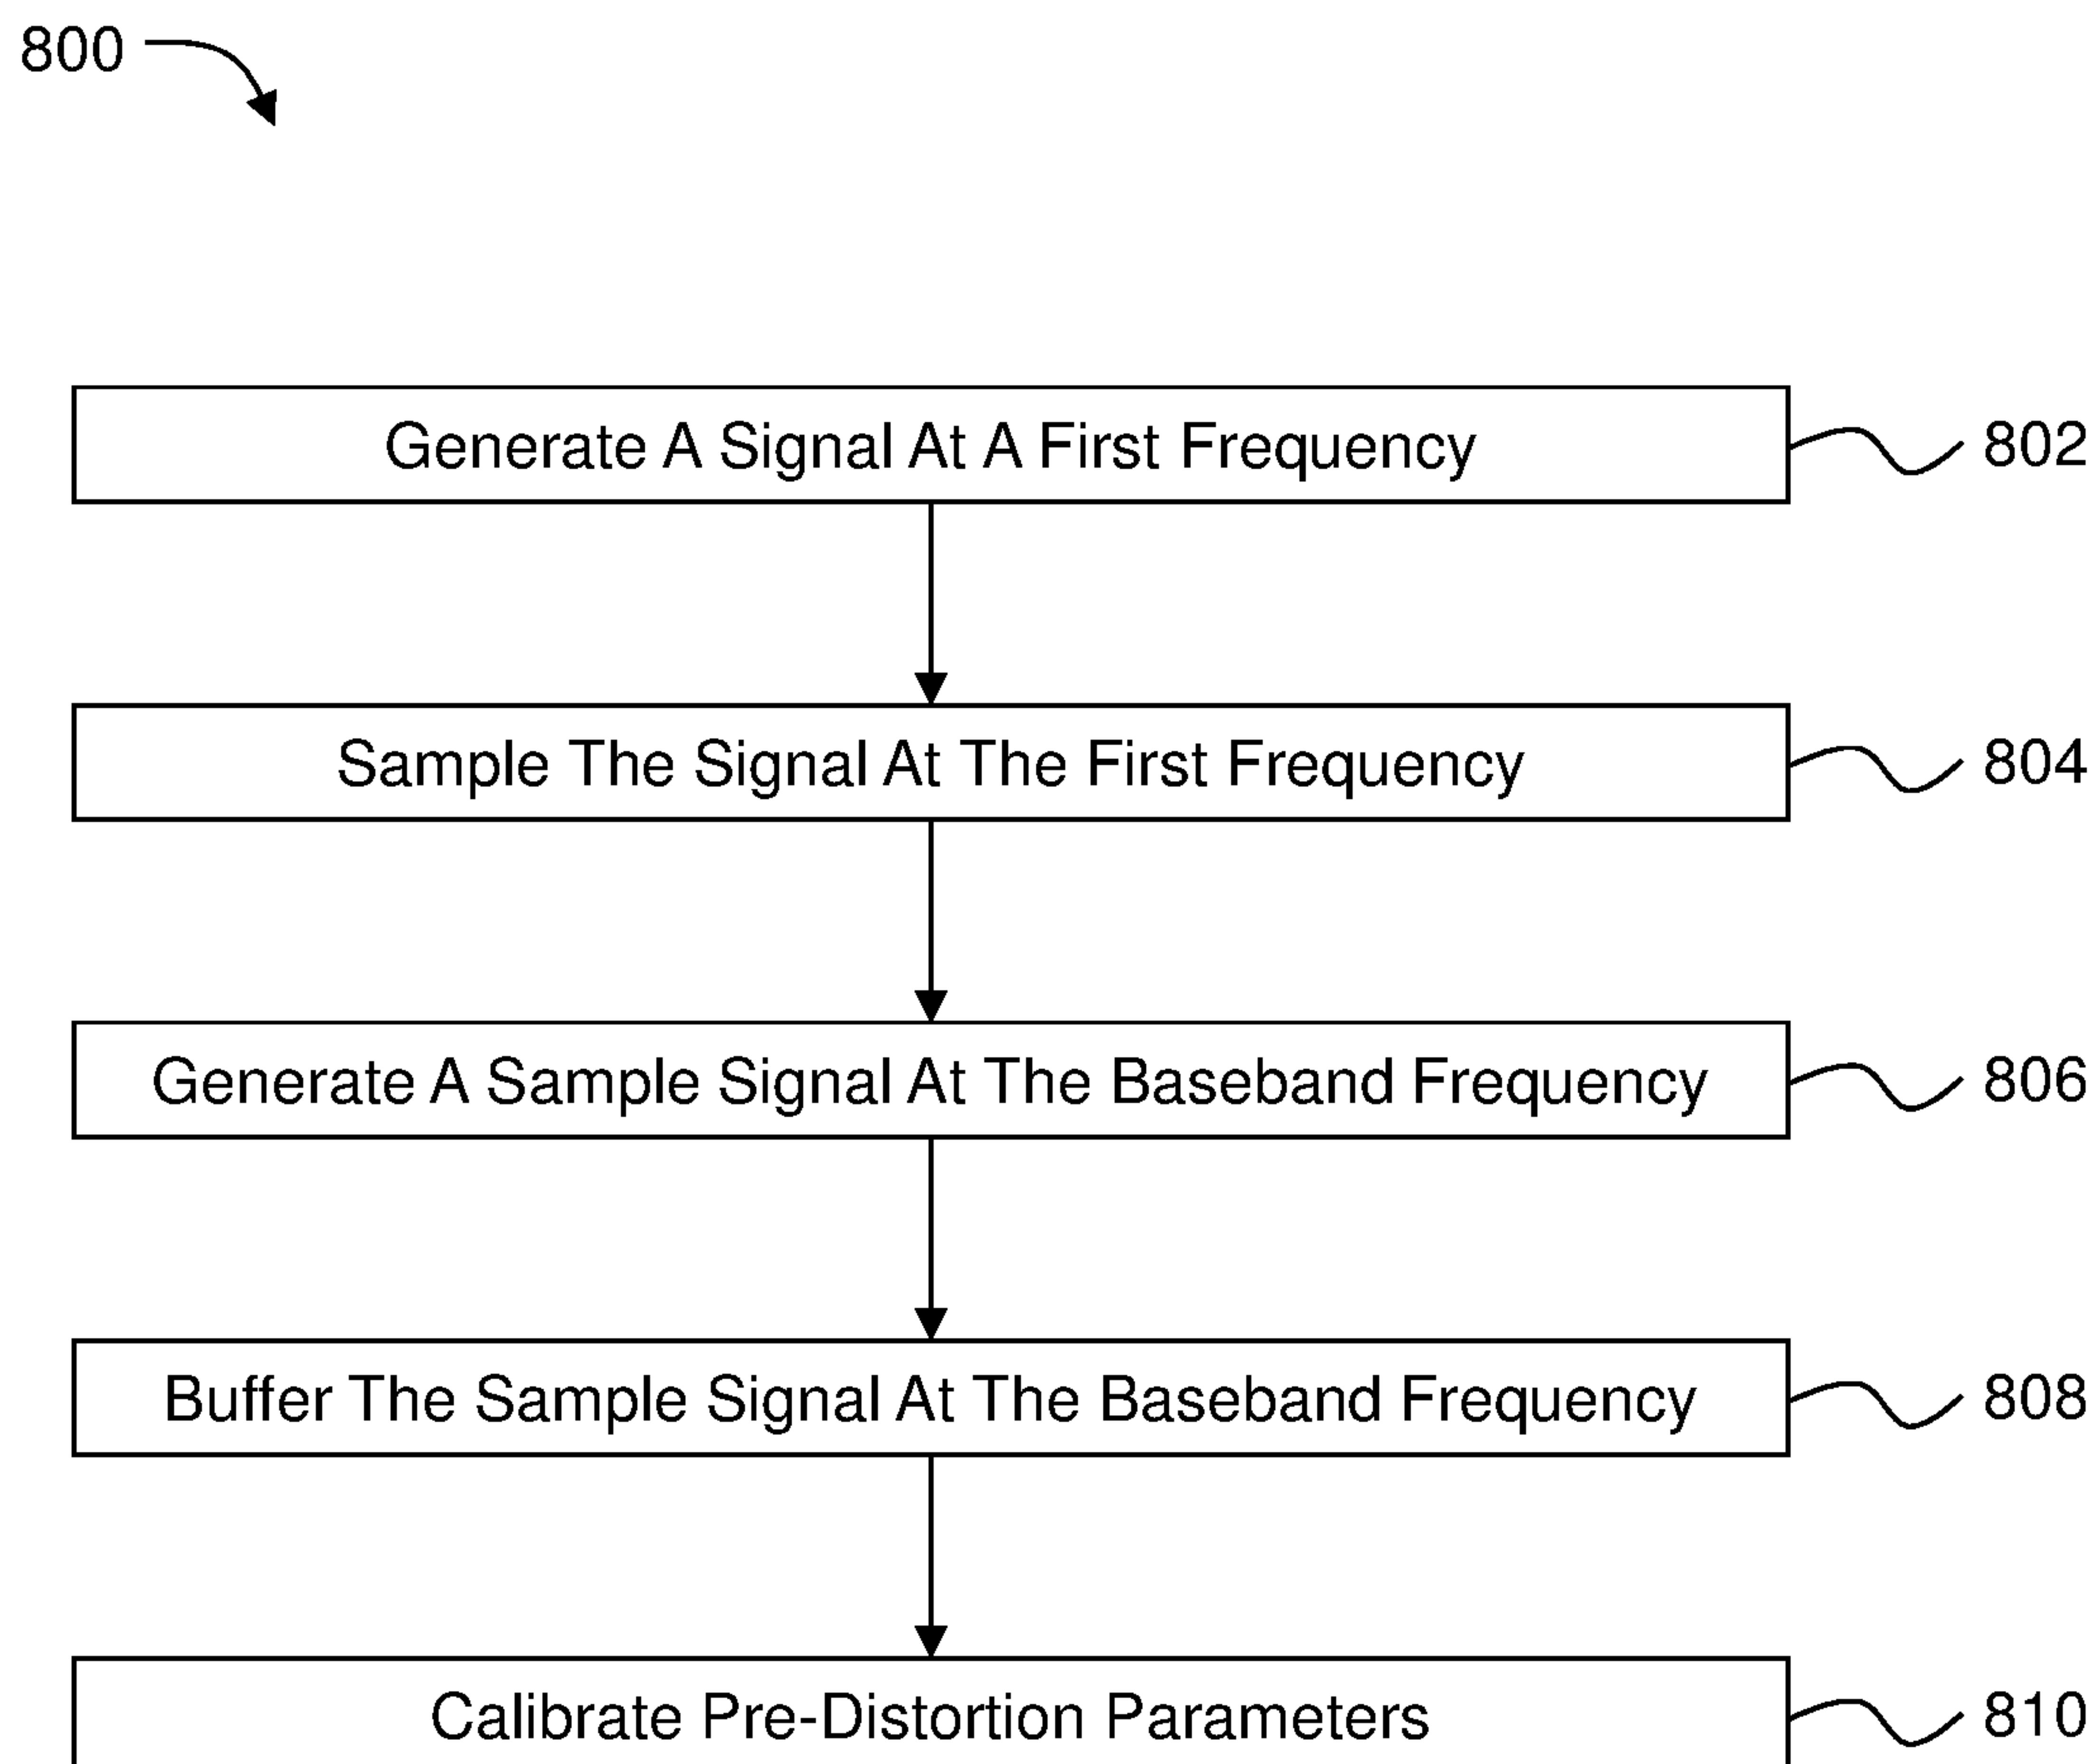 800
Generate A Signal At A First Frequency 802
Sample The Signal At The First Frequency 804
Generate A Sample Signal At The Baseband Frequency 806
Buffer The Sample Signal At The Baseband Frequency 808
Calibrate Pre-Distortion Parameters 810